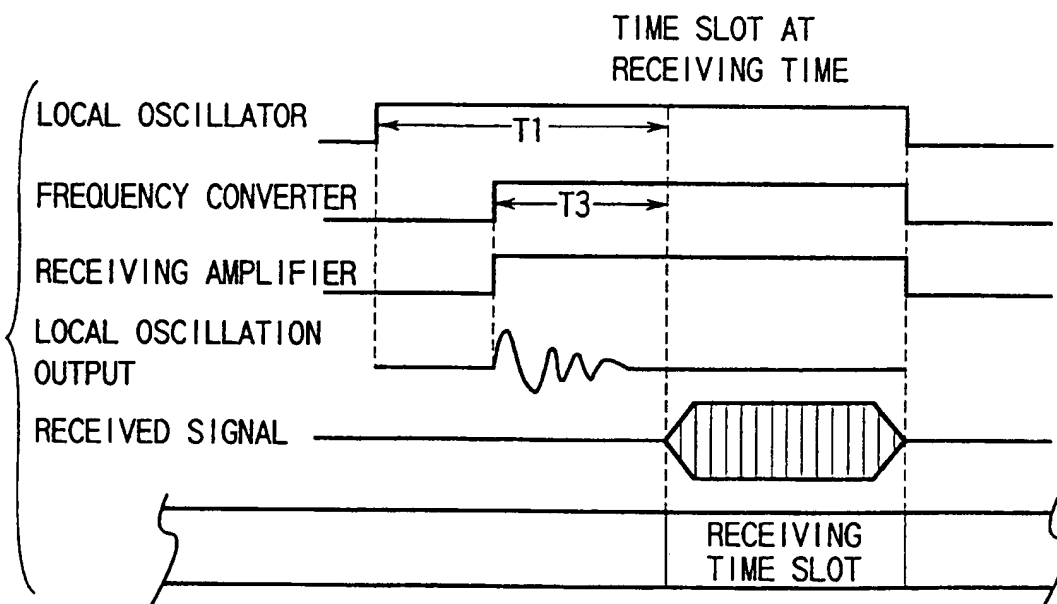 TIME SLOT AT
RECEIVING TIME
LOCAL OSCILLATOR
T1
FREQUENCY CONVERTER
T3
RECEIVING AMPLIFIER
LOCAL OSCILLATION
OUTPUT
RECEIVED SIGNAL
RECEIVING
TIME SLOT